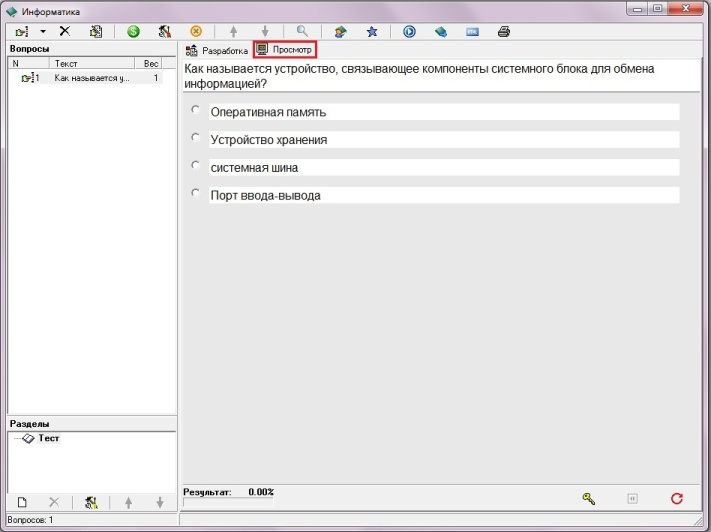 Информатика
Вопросы
N Текст Вес
1 Как называется у... 1
Разработка Просмотр
Как называется устройство, связывающее компоненты системного блока для обмена
информацией?
Оперативная память
Устройство хранения
системная шина
Порт ввода-вывода
Разделы
Тест
Результат: 0.00%
Вопросов: 1